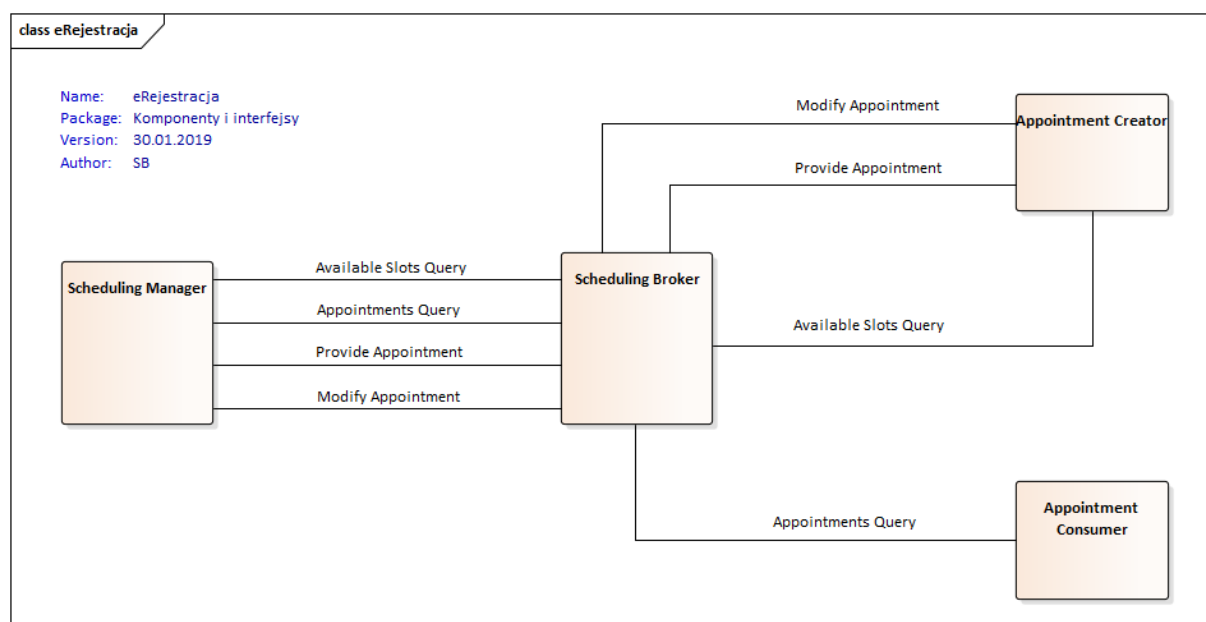 class eRejestracja
Name: eRejestracja
Package: Komponenty i interfejsy
Version: 30.01.2019
Author: SB
Modify Appointment
Appointment Creator
Provide Appointment
Scheduling Manager
Available Slots Query
Appointments Query
Provide Appointment
Modify Appointment
Scheduling Broker
Available Slots Query
Appointments Query
Appointment
Consumer